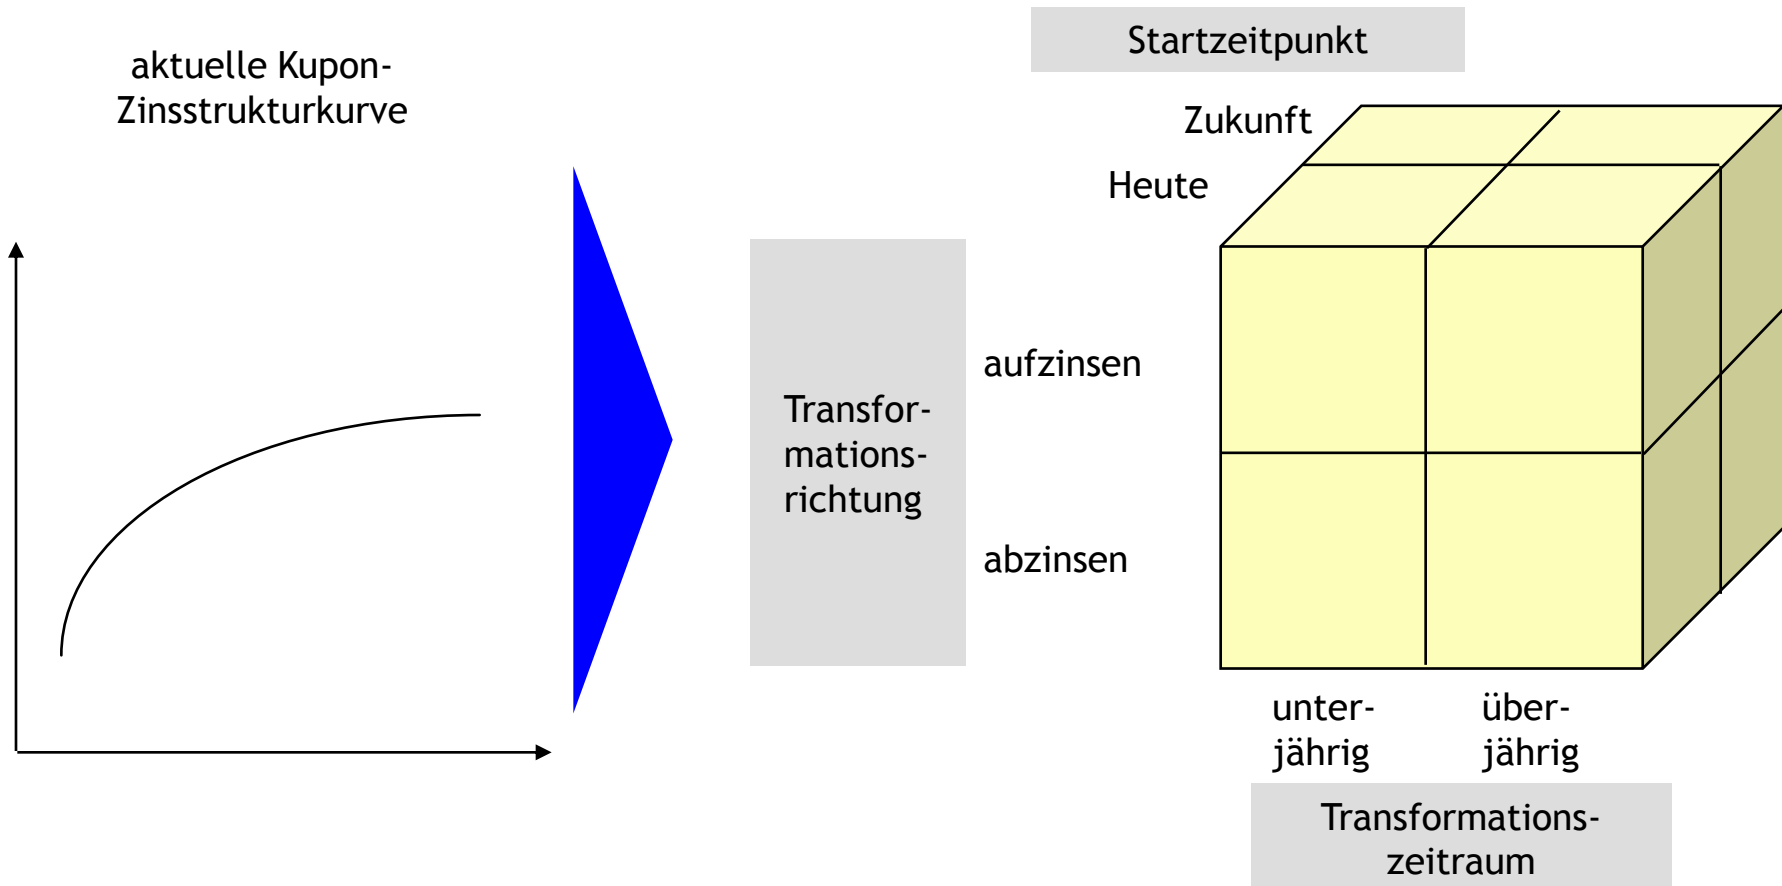 aktuelle Kupon-
Zinsstrukturkurve
Startzeitpunkt
Zukunft
Heute
Transfor-
mations-
richtung
aufzinsen
abzinsen
unter-
jährig
über-
jährig
Transformations-
zeitraum